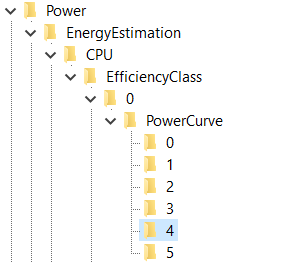 Power
EnergyEstimation
CPU
EfficiencyClass
0
PowerCurve
0
1
2
3
4
5